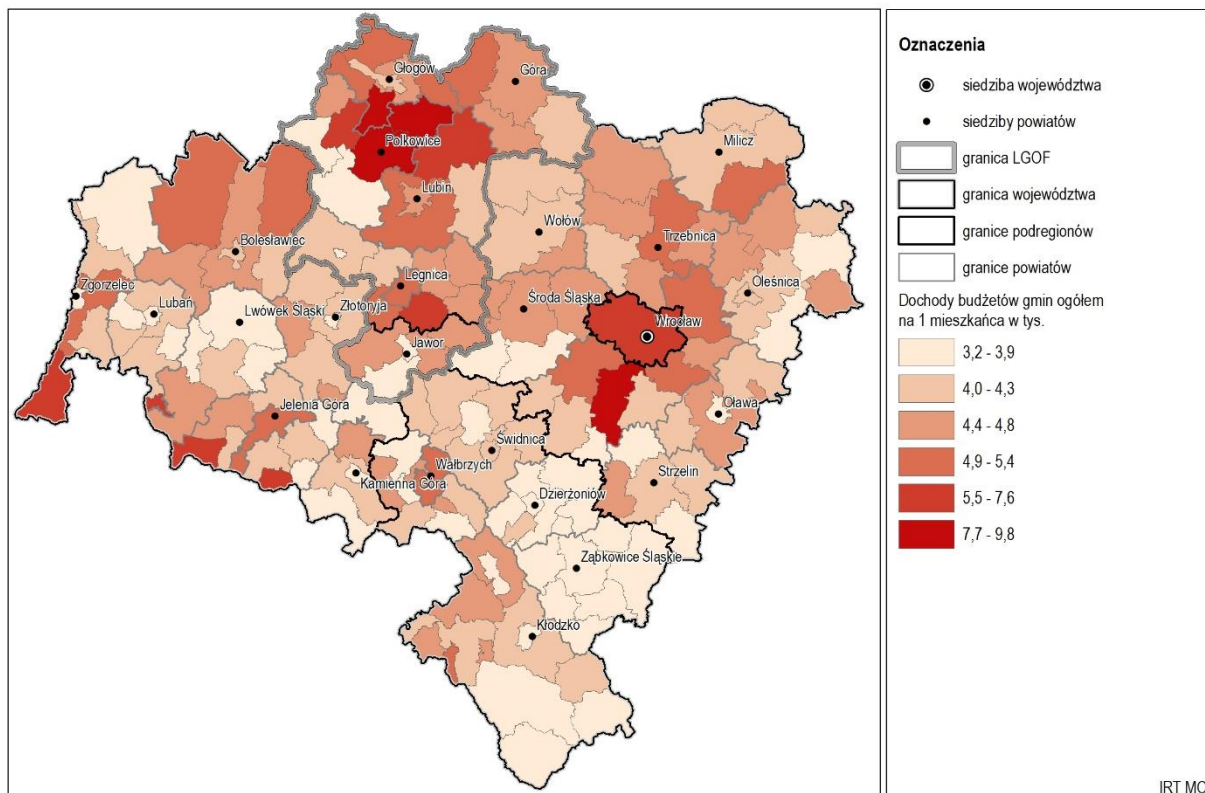 Głogów
Góra
Polkowice
Milicz
Lubin
Wołów
Bolesławiec
Trzebnica
Zgorzelec
Legnica
Oleśnica
Lubań
Lwówek Śląski
Złotoryja
Środa Śląska
Wrocław
Jawor
Jelenia Góra
Oława
Świdnica
Wałbrzych
Strzelin
Kamienna Góra
Dzierżoniów
Ząbkowice Śląskie
Kłodzko
Oznaczenia
siedziba województwa
siedziby powiatów
granica LGOF
granica województwa
granice podregionów
granice powiatów
Dochody budżetów gmin ogółem
na 1 mieszkańca w tys.
3,2 - 3,9
4,0 - 4,3
4,4 - 4,8
4,9 - 5,4
5,5 - 7,6
7,7 - 9,8
IRT MC